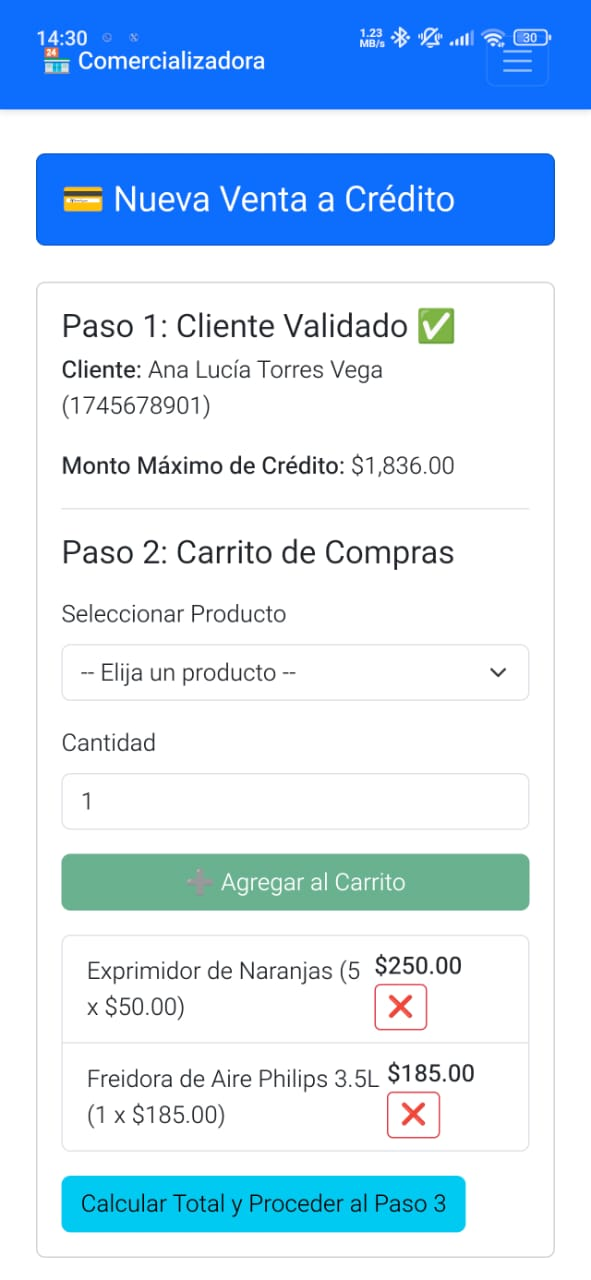 14:30
1.23
MB/s
30
Comercializadora
Nueva Venta a Crédito
Paso 1: Cliente Validado ✅
Cliente: Ana Lucía Torres Vega
(1745678901)
Monto Máximo de Crédito: $1,836.00
Paso 2: Carrito de Compras
Seleccionar Producto
-- Elija un producto --
Cantidad
1
➕ Agregar al Carrito
Exprimidor de Naranjas (5 $250.00
x $50.00) ❌
Freidora de Aire Philips 3.5L $185.00
(1 x $185.00) ❌
Calcular Total y Proceder al Paso 3